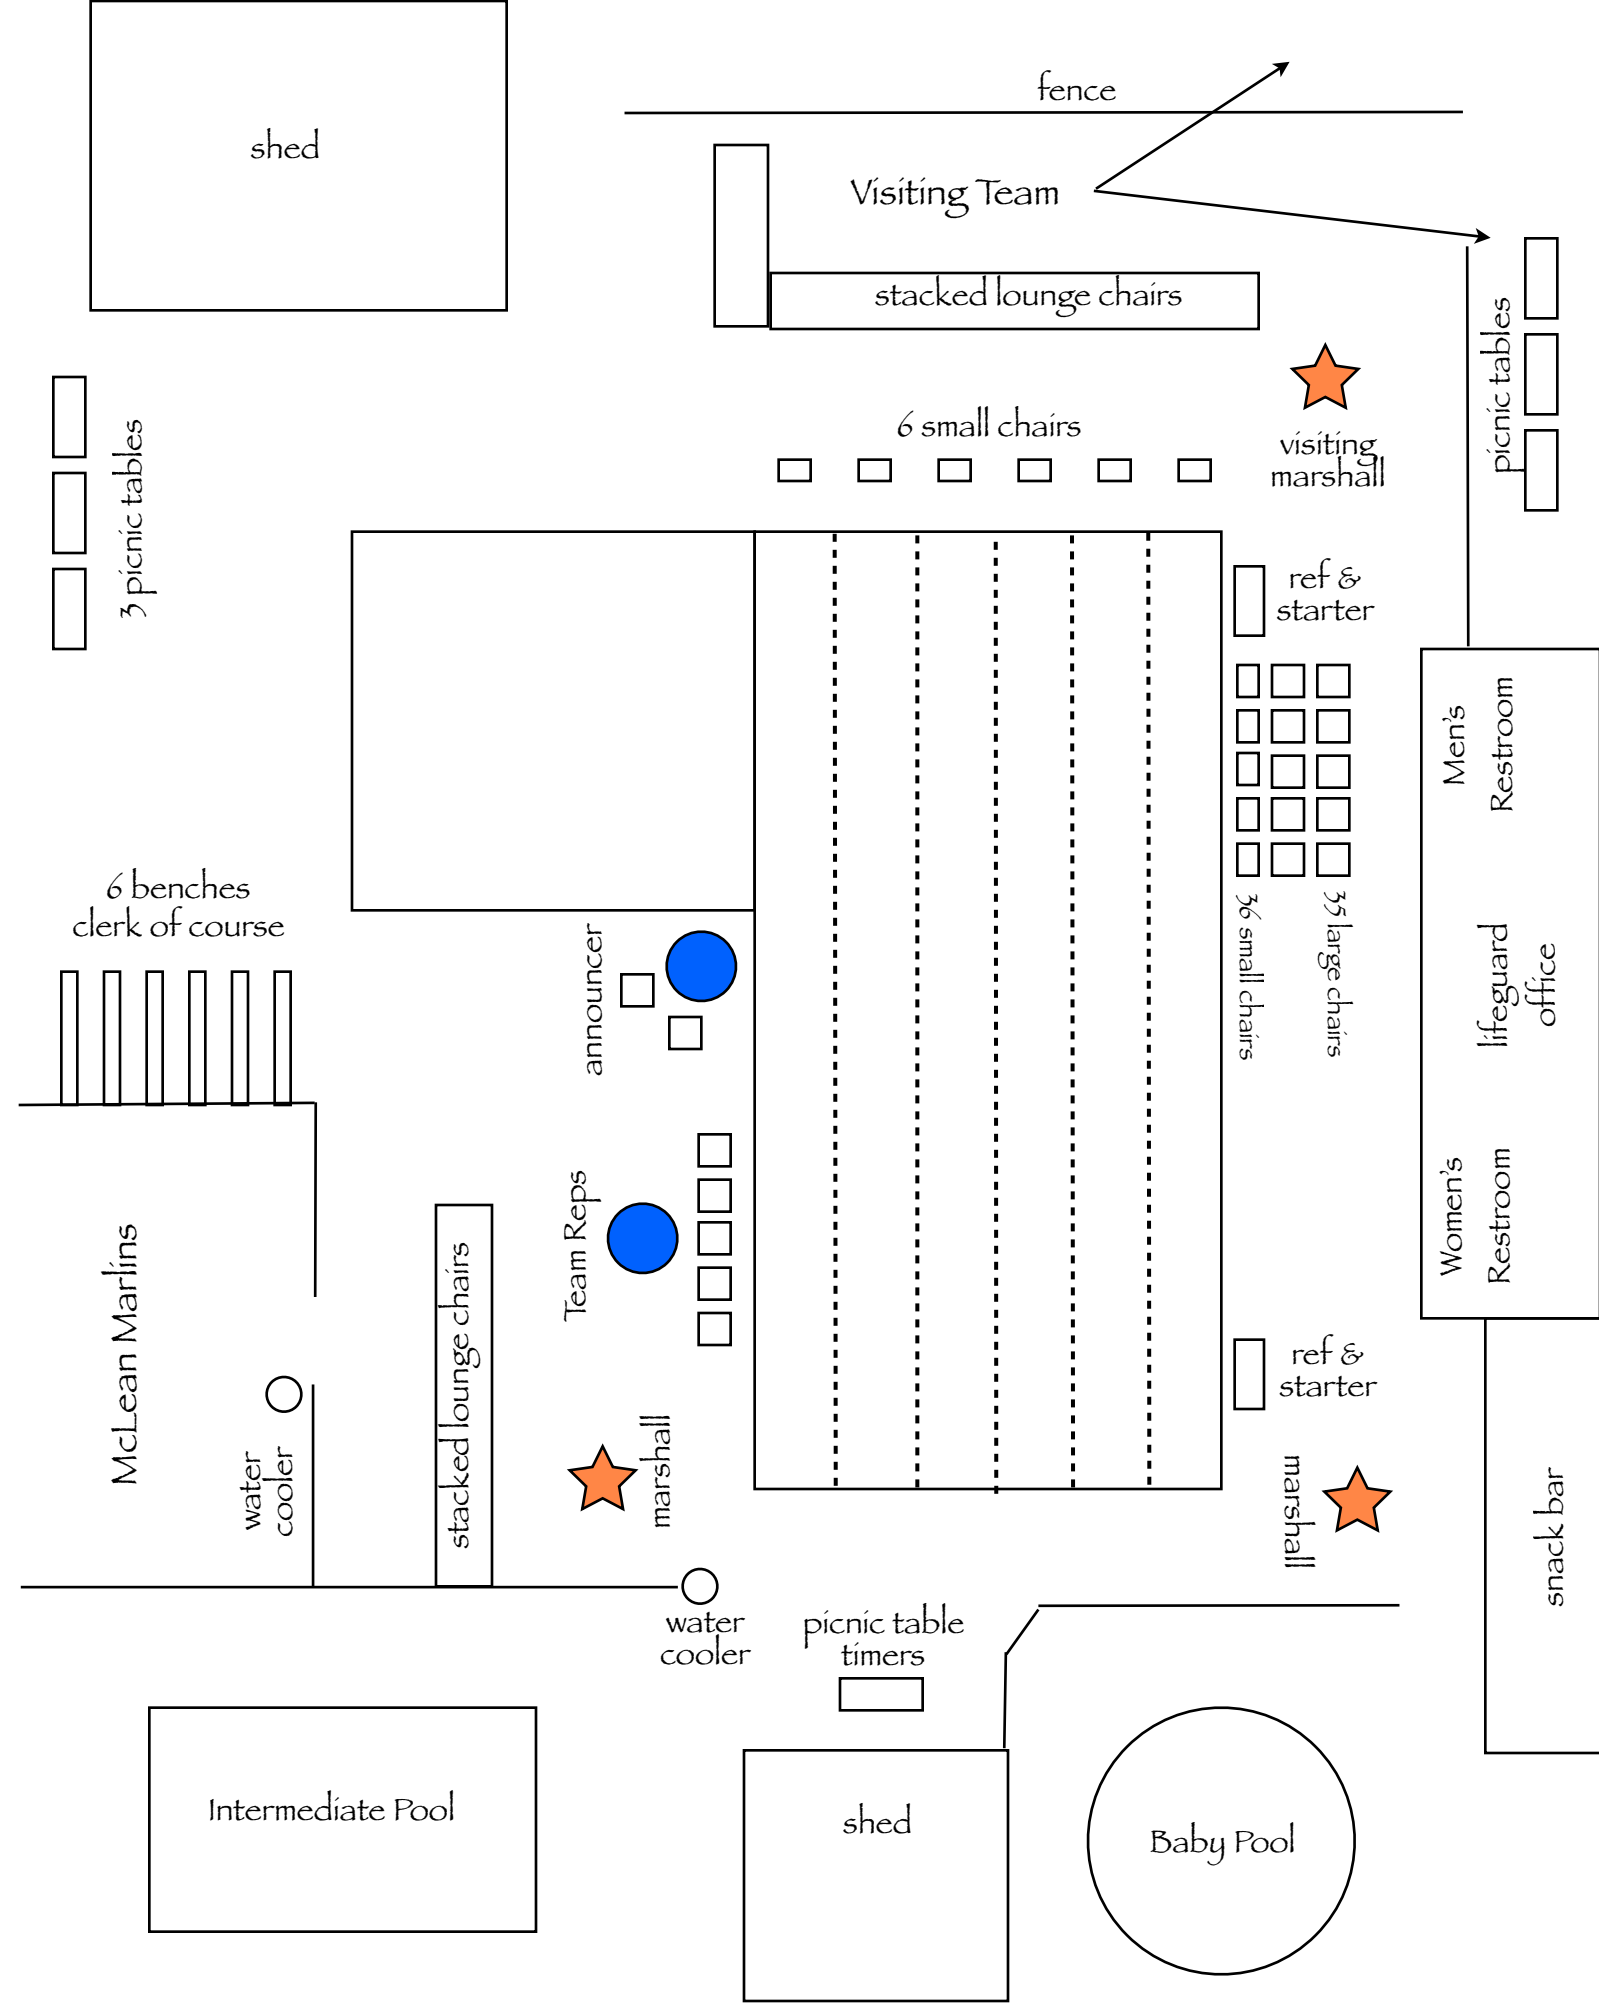 fence
shed
Visiting Team
stacked lounge chairs
picnic tables
6 small chairs
visiting
marshall
3 picnic tables
ref &
starter
Men's
Restroom
6 benches
clerk of course
announcer
36 small chairs
35 large chairs
lifeguard
office
Team Reps
Women's
Restroom
McLean Marlins
stacked lounge chairs
ref &
starter
water
cooler
marshall
marshall
snack bar
water
cooler
picnic table
timers
Intermediate Pool
shed
Baby Pool